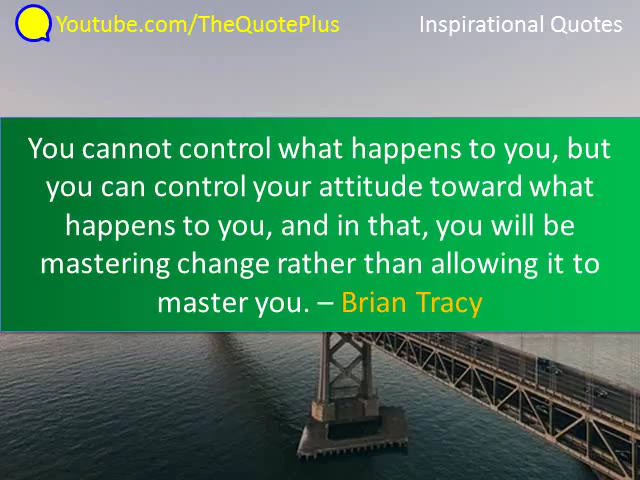 Youtube.com/TheQuotePlus
Inspirational Quotes
You cannot control what happens to you, but
you can control your attitude toward what
happens to you, and in that, you will be
mastering change rather than allowing it to
master you. – Brian Tracy